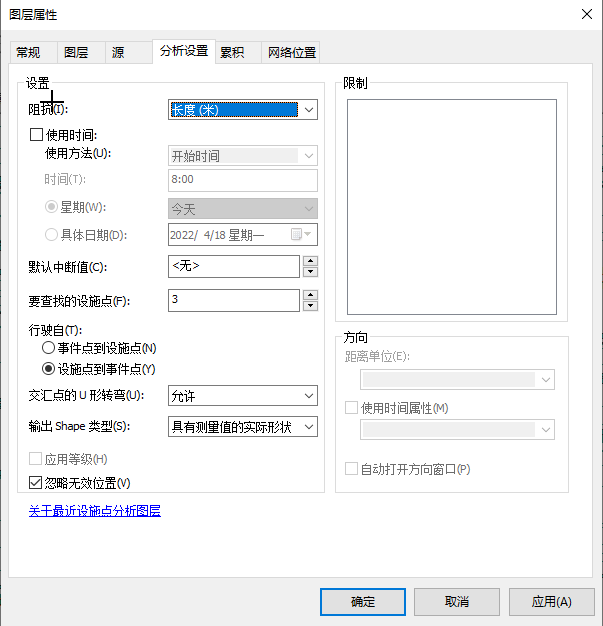 图层属性
常规 图层 源 分析设置 累积 网络位置
设置
阻抗(I): 长度 (米)
使用时间:
使用方法(U): 开始时间
时间(T): 8:00
星期(W): 今天
具体日期(D): 2022/ 4/18 星期一
默认中断值(C): <无>
要查找的设施点(F): 3
行驶自(T):
事件点到设施点(N)
设施点到事件点(Y)
交汇点的 U 形转弯(U): 允许
输出 Shape 类型(S): 具有测量值的实际形状
应用等级(H)
忽略无效位置(V)
关于最近设施点分析图层
限制
方向
距离单位(E):
使用时间属性(M)
自动打开方向窗口(P)
确定 取消 应用(A)